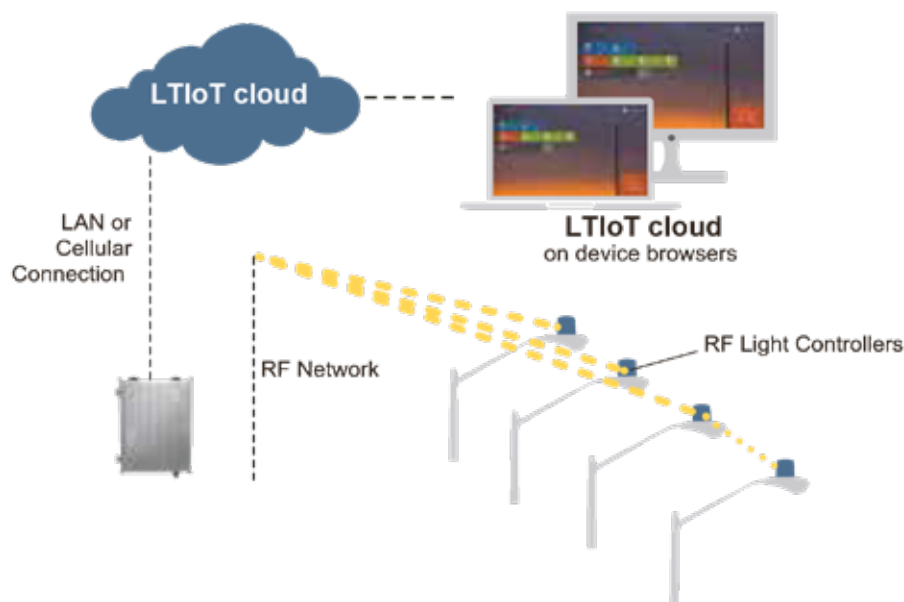 LTIoT cloud
LAN or
Cellular
Connection
LTIoT cloud
on device browsers
RF Network
RF Light Controllers